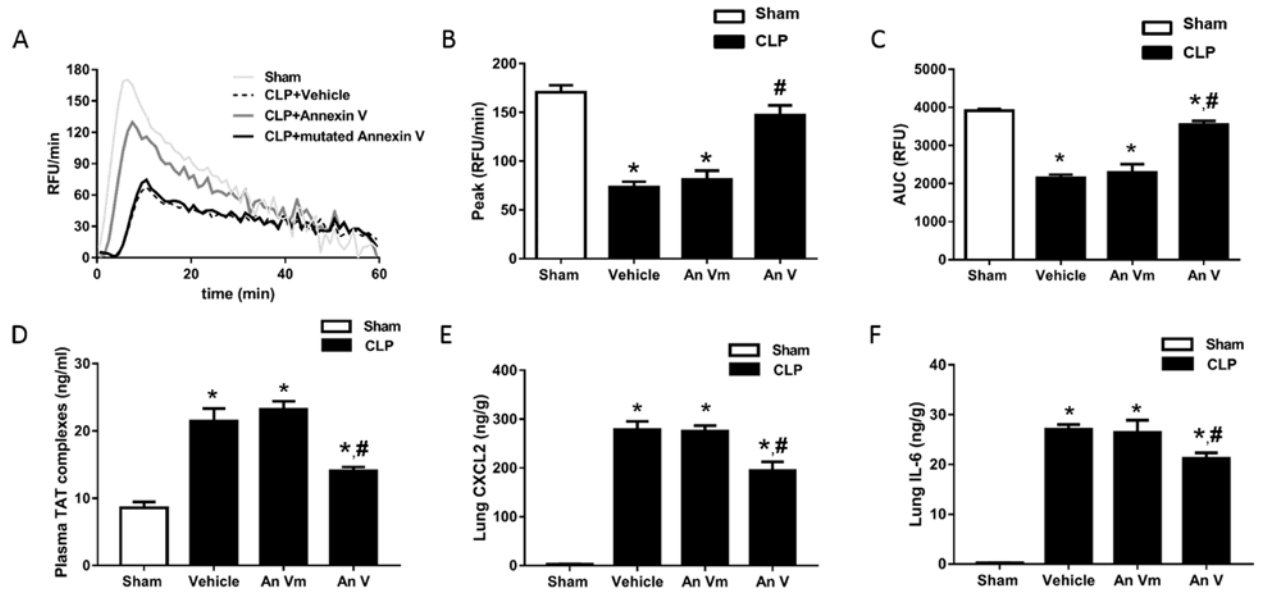 A
RFU/min
180
150
120
90
60
30
0
0 20 40 60
time (min)
Sham
CLP+Vehicle
CLP+Annexin V
CLP+mutated Annexin V
B
Sham
CLP
Peak (RFU/min)
200
150
100
50
0
*
*
#
Sham Vehicle An Vm An V
C
Sham
CLP
AUC (RFU)
5000
4000
3000
2000
1000
0
*
*
*,#
Sham Vehicle An Vm An V
D
Sham
CLP
Plasma TAT complexes (ng/ml)
30
20
10
0
*
*
*,#
Sham Vehicle An Vm An V
E
Sham
CLP
Lung CXCL2 (ng/g)
400
300
200
100
0
*
*
*,#
Sham Vehicle An Vm An V
F
Sham
CLP
Lung IL-6 (ng/g)
40
30
20
10
0
*
*
*,#
Sham Vehicle An Vm An V